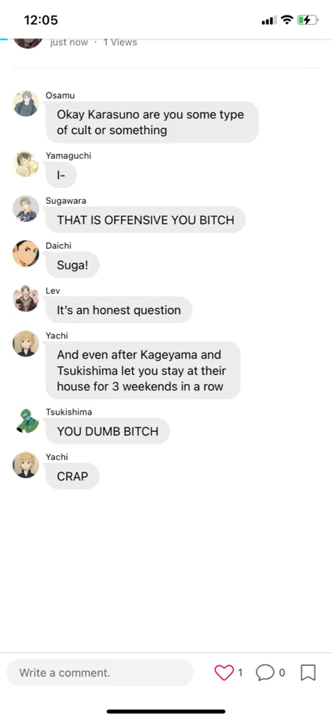 12:05
just now · 1 Views
Osamu
Okay Karasuno are you some type
of cult or something
Yamaguchi
I-
Sugawara
THAT IS OFFENSIVE YOU BITCH
Daichi
Suga!
Lev
It's an honest question
Yachi
And even after Kageyama and
Tsukishima let you stay at their
house for 3 weekends in a row
Tsukishima
YOU DUMB BITCH
Yachi
CRAP
Write a comment.
1
0